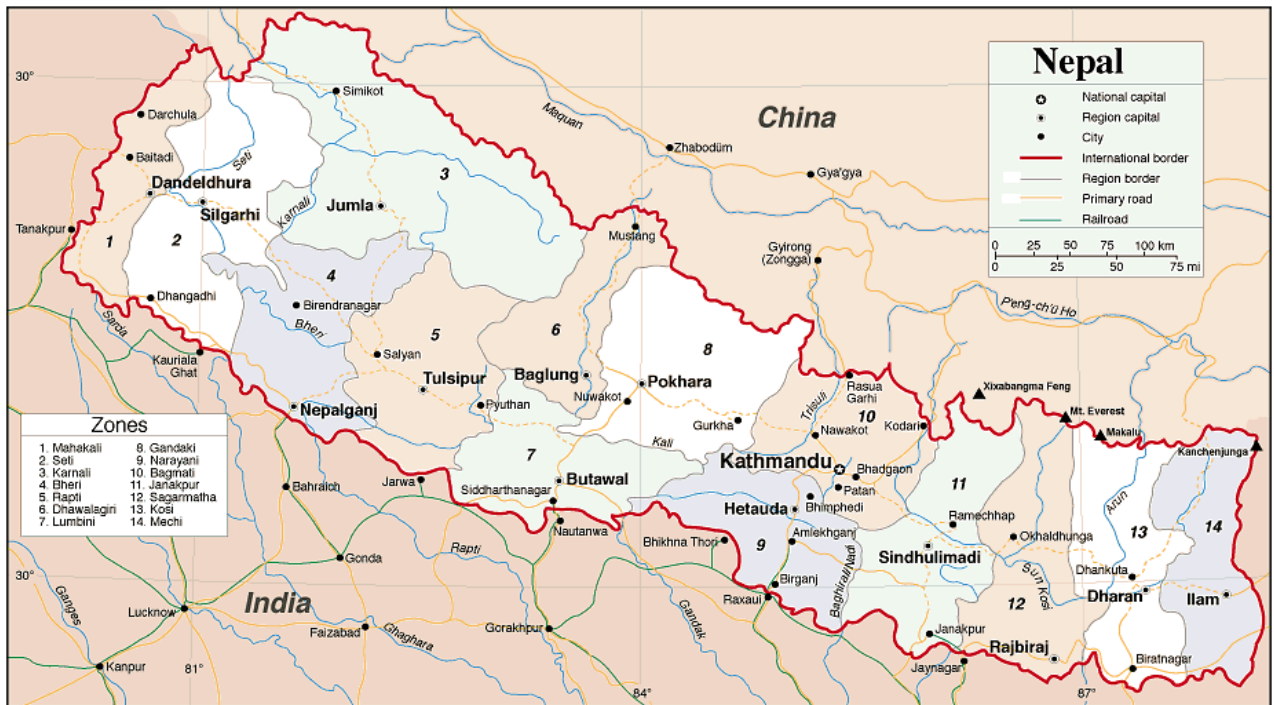 Nepal
National capital
Region capital
City
International border
Region border
Primary road
Railroad
0 25 50 75 100 km
0 25 50 75 mi
30°
China
Maquan
Simikot
Darchula
Baitadi
Seti
Dandeldhura
Silgarhi
Karnali
Jumla
3
Zhabodüm
Gya'gya
Tanakpur
1
2
Mustang
Gyirong
(Zongga)
4
Dhangadhi
Birendranagar
Bheri
P'eng-ch'ü Ho
Sarda
5
6
8
Kauriala
Ghat
Salyan
Tulsipur
Baglung
Pokhara
Rasua
Garhi
Xixabangma Feng
Nepalganj
Pyuthan
Nuwakot
Trisuli
10
Mt. Everest
Makalu
Gurkha
Nawakot
Kodari
Kanchenjunga
Kali
Zones
1. Mahakali
2. Seti
3. Karnali
4. Bheri
5. Rapti
6. Dhawalagiri
7. Lumbini
8. Gandaki
9. Narayani
10. Bagmati
11. Janakpur
12. Sagarmatha
13. Kosi
14. Mechi
7
Kathmandu
Bhadgaon
Patan
Bahraich
Jarwa
Siddharthanagar
Butawal
11
Arun
Hetauda
Bhimphedi
Ramechhap
Nautanwa
Bhikhna Thori
9
Amlekhganj
Okhaldhunga
13
14
Rapti
Gonda
Sindhulimadi
30°
Birganj
Baghirati/Nadi
Sun Kosi
Dhankuta
Dharan
Ilam
Ganges
India
Lucknow
Raxaul
12
Faizabad
Ghaghara
Gorakhpur
Gandak
Janakpur
Rajbiraj
Kanpur
81°
Jaynagar
Biratnagar
84°
87°